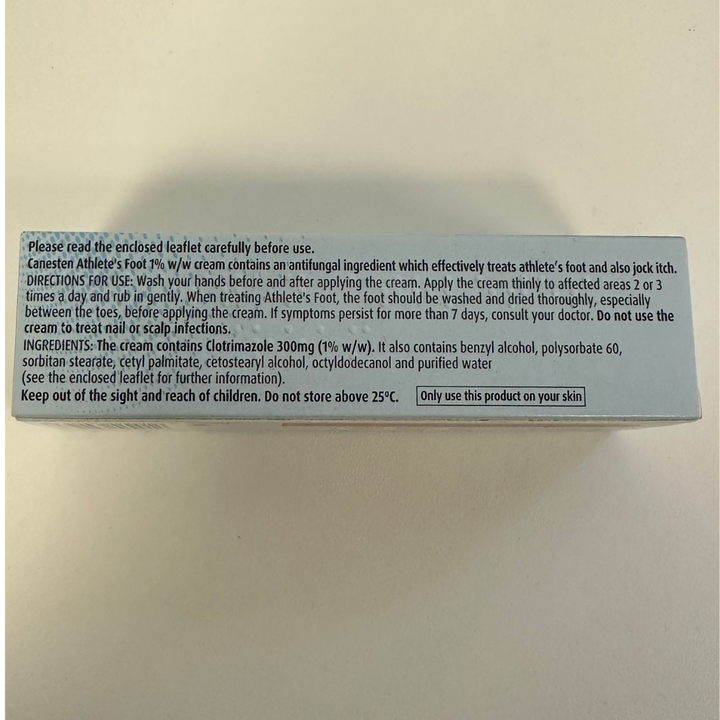 Please read the enclosed leaflet carefully before use.
Canesten Athlete's Foot 1% w/w cream contains an antifungal ingredient which effectively treats athlete's foot and also jock itch.
DIRECTIONS FOR USE: Wash your hands before and after applying the cream. Apply the cream thinly to affected areas 2 or 3
times a day and rub in gently. When treating Athlete's Foot, the foot should be washed and dried thoroughly, especially
between the toes, before applying the cream. If symptoms persist for more than 7 days, consult your doctor. Do not use the
cream to treat nail or scalp infections.
INGREDIENTS: The cream contains Clotrimazole 300mg (1% w/w). It also contains benzyl alcohol, polysorbate 60,
sorbitan stearate, cetyl palmitate, cetostearyl alcohol, octyldodecanol and purified water
(see the enclosed leaflet for further information).
Keep out of the sight and reach of children. Do not store above 25°C. Only use this product on your skin